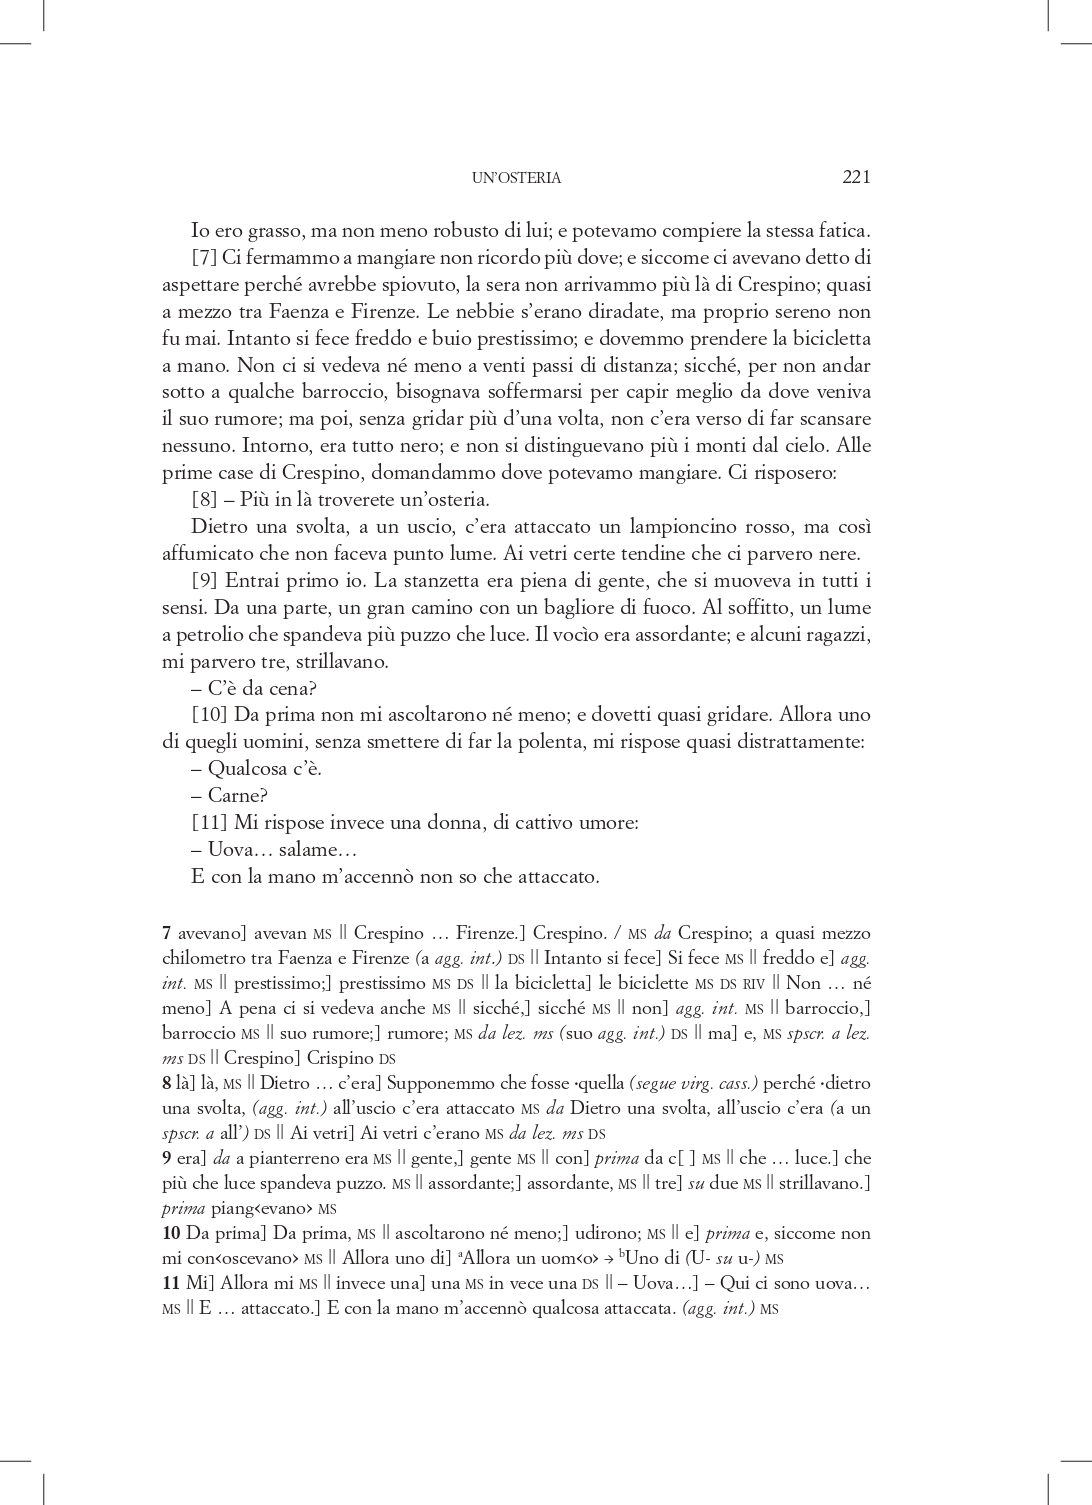 UN'OSTERIA 221
Io ero grasso, ma non meno robusto di lui; e potevamo compiere la stessa fatica.
[7] Ci fermammo a mangiare non ricordo più dove; e siccome ci avevano detto di
aspettare perché avrebbe spiovuto, la sera non arrivammo più là di Crespino; quasi
a mezzo tra Faenza e Firenze. Le nebbie s'erano diradate, ma proprio sereno non
fu mai. Intanto si fece freddo e buio prestissimo; e dovemmo prendere la bicicletta
a mano. Non ci si vedeva né meno a venti passi di distanza; sicché, per non andar
sotto a qualche barroccio, bisognava soffermarsi per capir meglio da dove veniva
il suo rumore; ma poi, senza gridar più d'una volta, non c'era verso di far scansare
nessuno. Intorno, era tutto nero; e non si distinguevano più i monti dal cielo. Alle
prime case di Crespino, domandammo dove potevamo mangiare. Ci risposero:
[8] – Più in là troverete un'osteria.
Dietro una svolta, a un uscio, c'era attaccato un lampioncino rosso, ma così
affumicato che non faceva punto lume. Ai vetri certe tendine che ci parvero nere.
[9] Entrai primo io. La stanzetta era piena di gente, che si muoveva in tutti i
sensi. Da una parte, un gran camino con un bagliore di fuoco. Al soffitto, un lume
a petrolio che spandeva più puzzo che luce. Il vocìo era assordante; e alcuni ragazzi,
mi parvero tre, strillavano.
– C'è da cena?
[10] Da prima non mi ascoltarono né meno; e dovetti quasi gridare. Allora uno
di quegli uomini, senza smettere di far la polenta, mi rispose quasi distrattamente:
– Qualcosa c'è.
– Carne?
[11] Mi rispose invece una donna, di cattivo umore:
– Uova… salame…
E con la mano m'accennò non so che attaccato.
7 avevano] avevan MS || Crespino … Firenze.] Crespino. / MS da Crespino; a quasi mezzo
chilometro tra Faenza e Firenze (a agg. int.) DS || Intanto si fece] Si fece MS || freddo e] agg.
int. MS || prestissimo;] prestissimo MS DS || la bicicletta] le biciclette MS DS RIV || Non … né
meno] A pena ci si vedeva anche MS || sicché,] sicché MS || non] agg. int. MS || barroccio,]
barroccio MS || suo rumore;] rumore; MS da lez. ms (suo agg. int.) DS || ma] e, MS spscr. a lez.
ms DS || Crespino] Crispino DS
8 là] là, MS || Dietro … c'era] Supponemmo che fosse ·quella (segue virg. cass.) perché ·dietro
una svolta, (agg. int.) all'uscio c'era attaccato MS da Dietro una svolta, all'uscio c'era (a un
spscr. a all') DS || Ai vetri] Ai vetri c'erano MS da lez. ms DS
9 era] da a pianterreno era MS || gente,] gente MS || con] prima da c[ ] MS || che … luce.] che
più che luce spandeva puzzo. MS || assordante;] assordante, MS || tre] su due MS || strillavano.]
prima piang‹evano› MS
10 Da prima] Da prima, MS || ascoltarono né meno;] udirono; MS || e] prima e, siccome non
mi con‹oscevano› MS || Allora uno di] ᵃAllora un uom‹o› → ᵇUno di (U- su u-) MS
11 Mi] Allora mi MS || invece una] una MS in vece una DS || – Uova…] – Qui ci sono uova…
MS || E … attaccato.] E con la mano m'accennò qualcosa attaccata. (agg. int.) MS